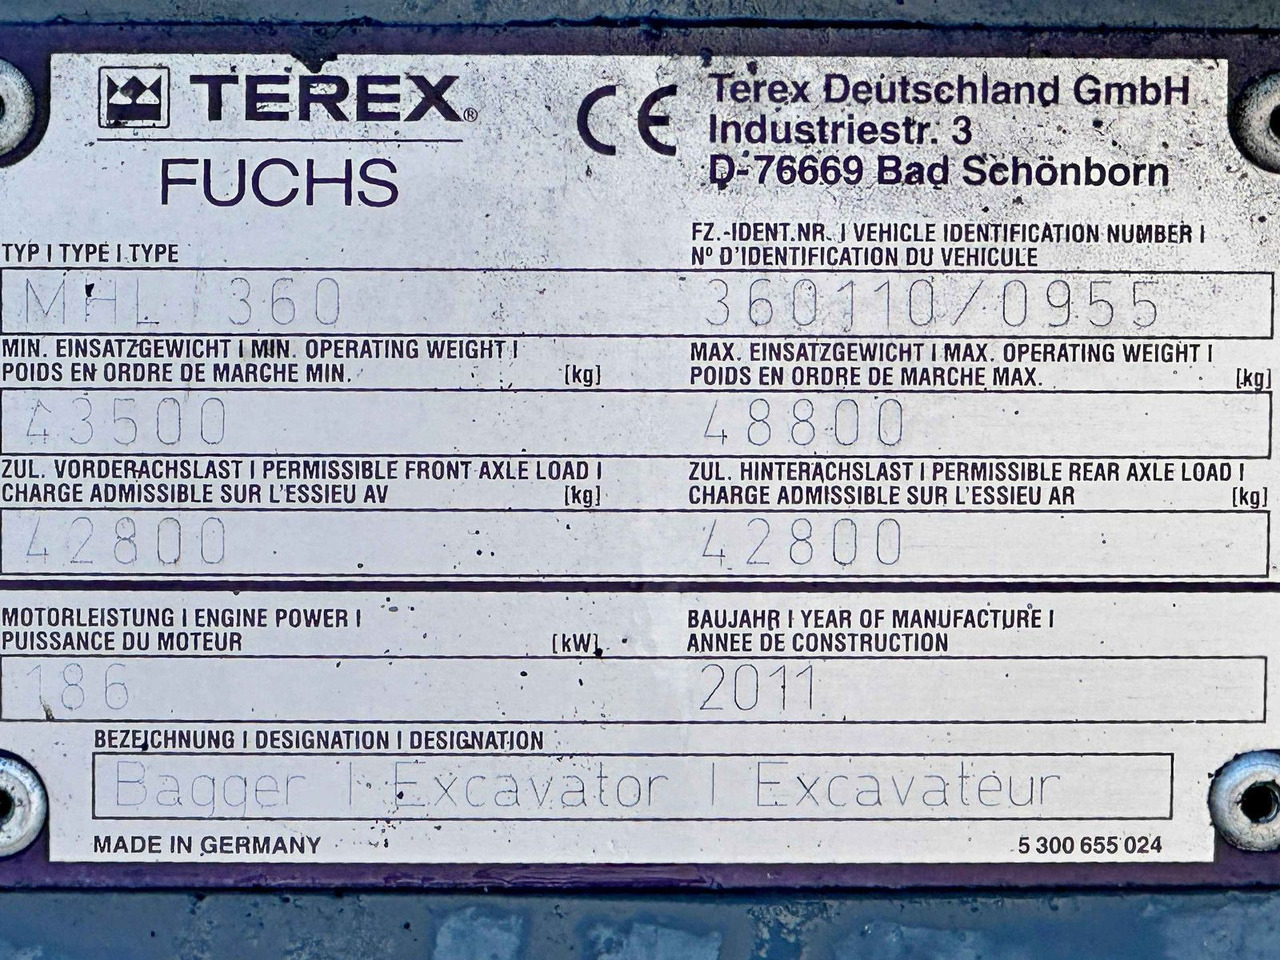 TEREX®
FUCHS
CE
Terex Deutschland GmbH
Industriestr. 3
D-76669 Bad Schönborn
TYP | TYPE | TYPE
FZ.-IDENT.NR. | VEHICLE IDENTIFICATION NUMBER |
N° D'IDENTIFICATION DU VEHICULE
MHL 360
360110/0955
MIN. EINSATZGEWICHT | MIN. OPERATING WEIGHT |
POIDS EN ORDRE DE MARCHE MIN. [kg]
MAX. EINSATZGEWICHT | MAX. OPERATING WEIGHT |
POIDS EN ORDRE DE MARCHE MAX. [kg]
43500
48800
ZUL. VORDERACHSLAST | PERMISSIBLE FRONT AXLE LOAD |
CHARGE ADMISSIBLE SUR L'ESSIEU AV [kg]
ZUL. HINTERACHSLAST | PERMISSIBLE REAR AXLE LOAD |
CHARGE ADMISSIBLE SUR L'ESSIEU AR [kg]
42800
42800
MOTORLEISTUNG | ENGINE POWER |
PUISSANCE DU MOTEUR [kW]
BAUJAHR | YEAR OF MANUFACTURE |
ANNEE DE CONSTRUCTION
186
2011
BEZEICHNUNG | DESIGNATION | DESIGNATION
Bagger | Excavator | Excavateur
MADE IN GERMANY
5 300 655 024